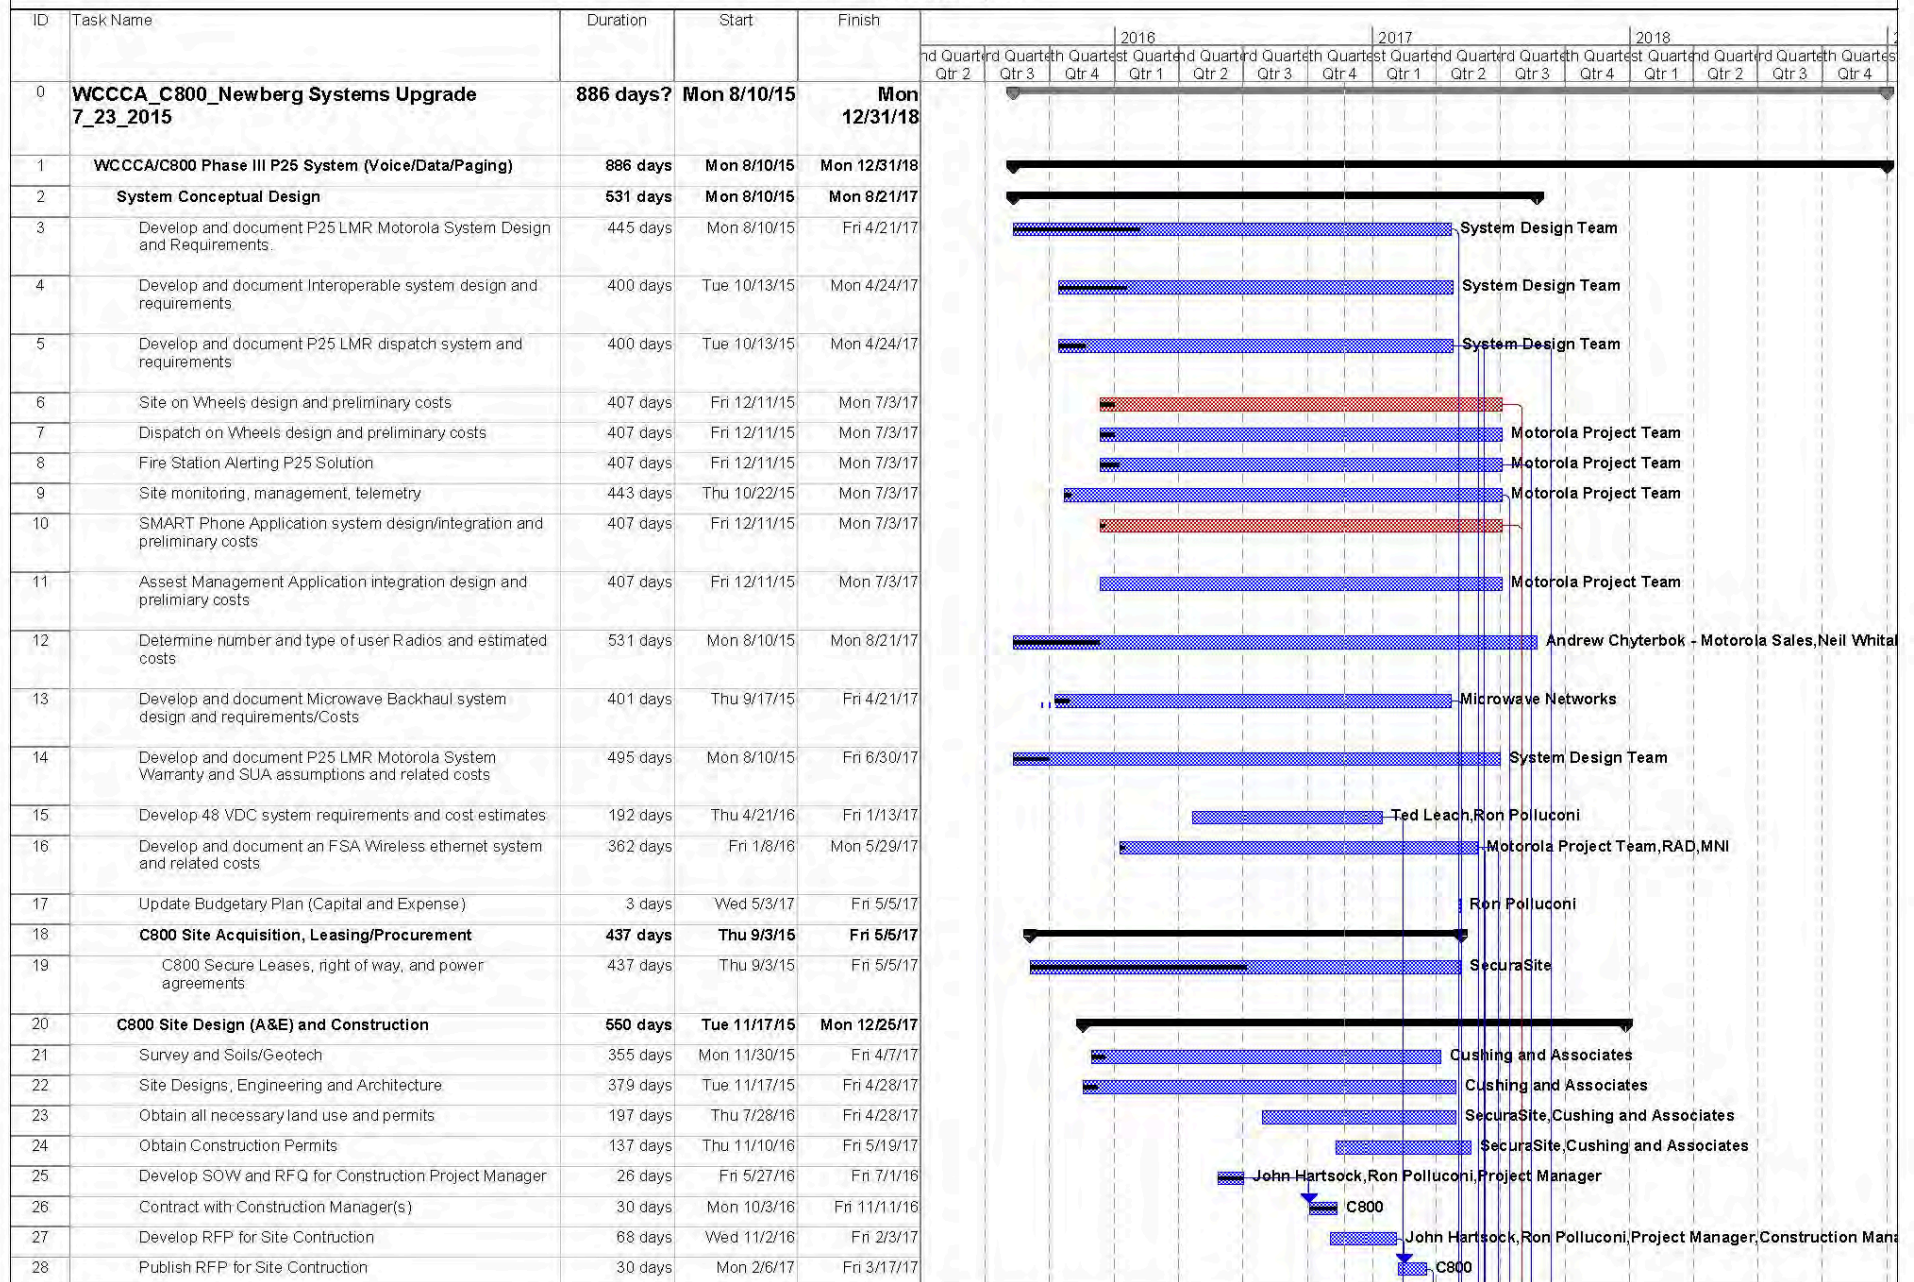 ID Task Name Duration Start Finish
2016 2017 2018
nd Quarte rd Quarte th Quarte st Quarte nd Quarte rd Quarte th Quarte st Quarte nd Quarte rd Quarte th Quarte st Quarte nd Quarte rd Quarte th Quarte
Qtr 2 Qtr 3 Qtr 4 Qtr 1 Qtr 2 Qtr 3 Qtr 4 Qtr 1 Qtr 2 Qtr 3 Qtr 4 Qtr 1 Qtr 2 Qtr 3 Qtr 4
0 WCCCA_C800_Newberg Systems Upgrade 886 days? Mon 8/10/15 Mon
7_23_2015 12/31/18
1 WCCCA/C800 Phase III P25 System (Voice/Data/Paging) 886 days Mon 8/10/15 Mon 12/31/18
2 System Conceptual Design 531 days Mon 8/10/15 Mon 8/21/17
3 Develop and document P25 LMR Motorola System Design 445 days Mon 8/10/15 Fri 4/21/17 System Design Team
and Requirements.
4 Develop and document Interoperable system design and 400 days Tue 10/13/15 Mon 4/24/17 System Design Team
requirements
5 Develop and document P25 LMR dispatch system and 400 days Tue 10/13/15 Mon 4/24/17 System Design Team
requirements
6 Site on Wheels design and preliminary costs 407 days Fri 12/11/15 Mon 7/3/17
7 Dispatch on Wheels design and preliminary costs 407 days Fri 12/11/15 Mon 7/3/17 Motorola Project Team
8 Fire Station Alerting P25 Solution 407 days Fri 12/11/15 Mon 7/3/17 Motorola Project Team
9 Site monitoring, management, telemetry 443 days Thu 10/22/15 Mon 7/3/17 Motorola Project Team
10 SMART Phone Application system design/integration and 407 days Fri 12/11/15 Mon 7/3/17
preliminary costs
11 Assest Management Application integration design and 407 days Fri 12/11/15 Mon 7/3/17 Motorola Project Team
prelimiary costs
12 Determine number and type of user Radios and estimated 531 days Mon 8/10/15 Mon 8/21/17 Andrew Chyterbok - Motorola Sales,Neil Whital
costs
13 Develop and document Microwave Backhaul system 401 days Thu 9/17/15 Fri 4/21/17 Microwave Networks
design and requirements/Costs
14 Develop and document P25 LMR Motorola System 495 days Mon 8/10/15 Fri 6/30/17 System Design Team
Warranty and SUA assumptions and related costs
15 Develop 48 VDC system requirements and cost estimates 192 days Thu 4/21/16 Fri 1/13/17 Ted Leach,Ron Polluconi
16 Develop and document an FSA Wireless ethernet system 362 days Fri 1/8/16 Mon 5/29/17 Motorola Project Team,RAD,MNI
and related costs
17 Update Budgetary Plan (Capital and Expense) 3 days Wed 5/3/17 Fri 5/5/17 Ron Polluconi
18 C800 Site Acquisition, Leasing/Procurement 437 days Thu 9/3/15 Fri 5/5/17
19 C800 Secure Leases, right of way, and power 437 days Thu 9/3/15 Fri 5/5/17 SecuraSite
agreements
20 C800 Site Design (A&E) and Construction 550 days Tue 11/17/15 Mon 12/25/17
21 Survey and Soils/Geotech 355 days Mon 11/30/15 Fri 4/7/17 Cushing and Associates
22 Site Designs, Engineering and Architecture 379 days Tue 11/17/15 Fri 4/28/17 Cushing and Associates
23 Obtain all necessary land use and permits 197 days Thu 7/28/16 Fri 4/28/17 SecuraSite,Cushing and Associates
24 Obtain Construction Permits 137 days Thu 11/10/16 Fri 5/19/17 SecuraSite,Cushing and Associates
25 Develop SOW and RFQ for Construction Project Manager 26 days Fri 5/27/16 Fri 7/1/16 John Hartsock,Ron Polluconi,Project Manager
26 Contract with Construction Manager(s) 30 days Mon 10/3/16 Fri 11/11/16 C800
27 Develop RFP for Site Contruction 68 days Wed 11/2/16 Fri 2/3/17 John Hartsock,Ron Polluconi,Project Manager,Construction Mana
28 Publish RFP for Site Contruction 30 days Mon 2/6/17 Fri 3/17/17 C800